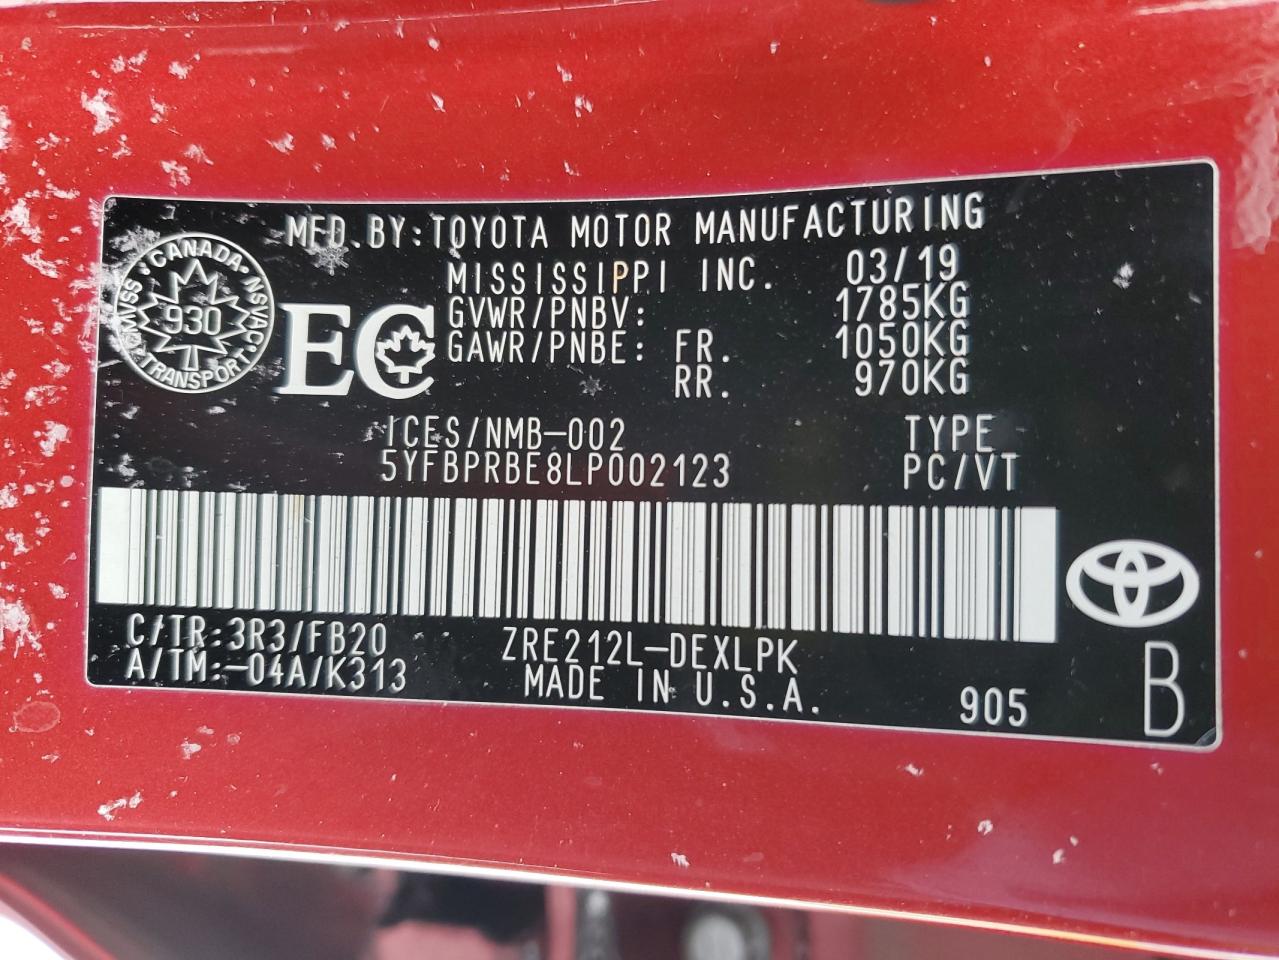 MFD.BY:TOYOTA MOTOR MANUFACTURING
MISSISSIPPI INC. 03/19
GVWR/PNBV: 1785KG
GAWR/PNBE: FR. 1050KG
RR. 970KG
CANADA
NSVAC
TRANSPORT
930
EC
ICES/NMB-002 TYPE
5YFBPRBE8LP002123 PC/VT
C/TR:3R3/FB20 ZRE212L-DEXLPK
A/TM:-04A/K313 MADE IN U.S.A. 905 B